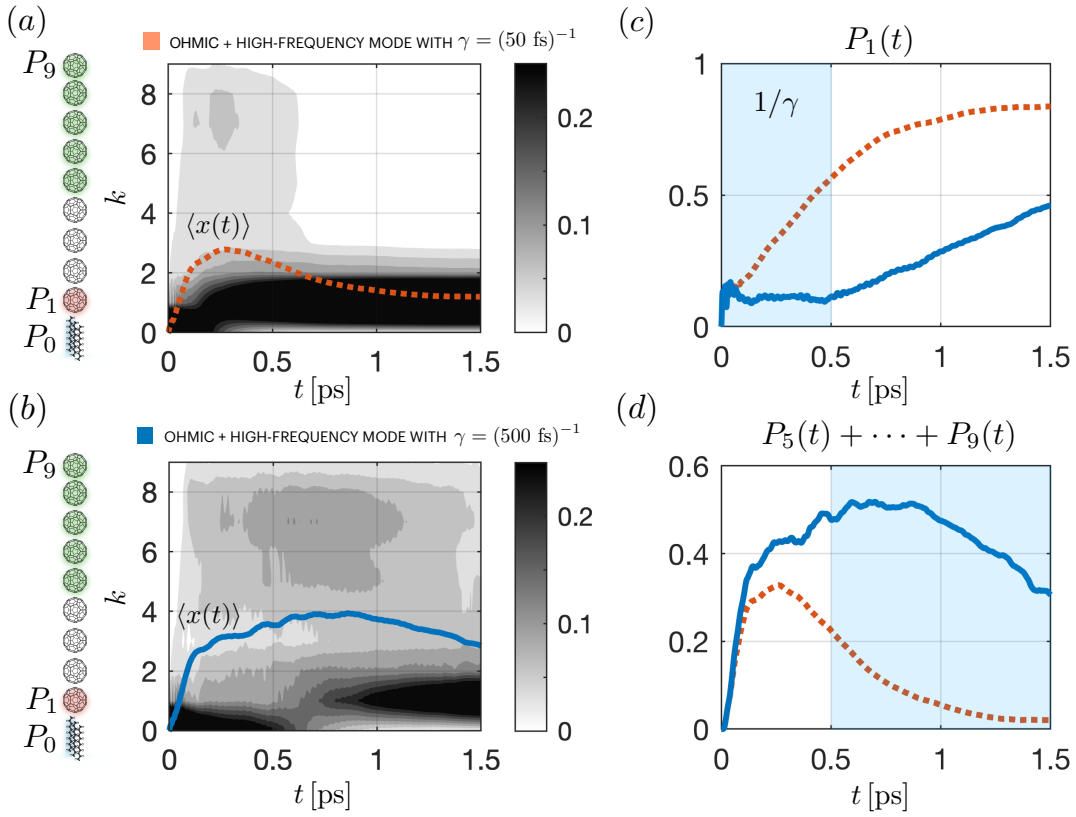 (a)
OHMIC + HIGH-FREQUENCY MODE WITH γ = (50 fs)⁻¹
P₉
P₁
P₀
k
8
6
4
2
0
⟨x(t)⟩
0 0.5 1 1.5
t [ps]
0.2
0.1
0
(b)
OHMIC + HIGH-FREQUENCY MODE WITH γ = (500 fs)⁻¹
P₉
P₁
P₀
k
8
6
4
2
0
⟨x(t)⟩
0 0.5 1 1.5
t [ps]
0.2
0.1
0
(c)
P₁(t)
1
0.5
0
1/γ
0 0.5 1 1.5
t [ps]
(d)
P₅(t) + ⋯ + P₉(t)
0.6
0.4
0.2
0
0 0.5 1 1.5
t [ps]